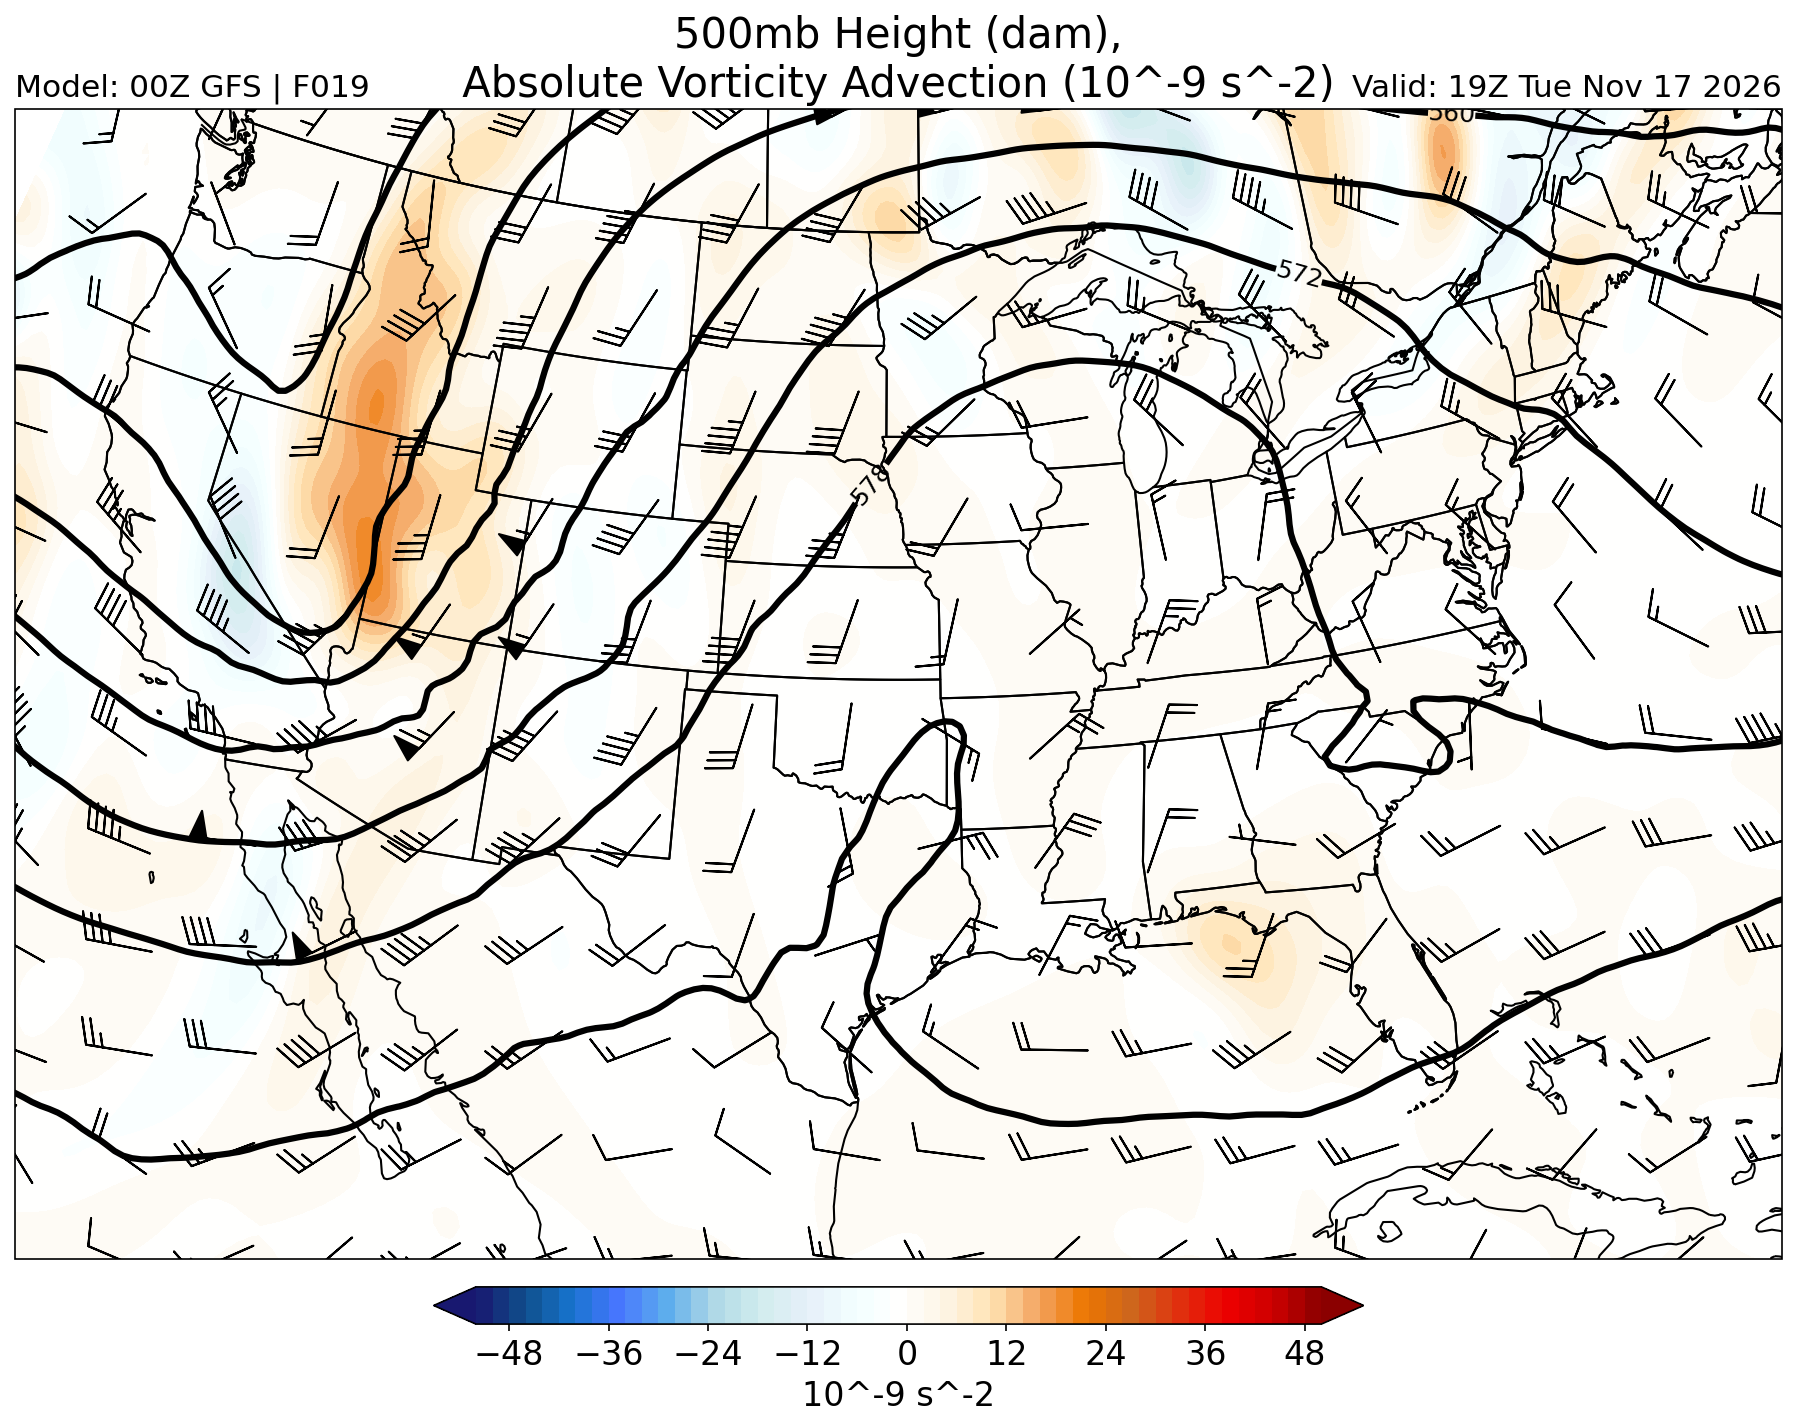 500mb Height (dam),
Model: 00Z GFS | F019
Absolute Vorticity Advection (10^-9 s^-2)
Valid: 19Z Tue Nov 17 2026
560
572
578
−48 −36 −24 −12 0 12 24 36 48
10^-9 s^-2